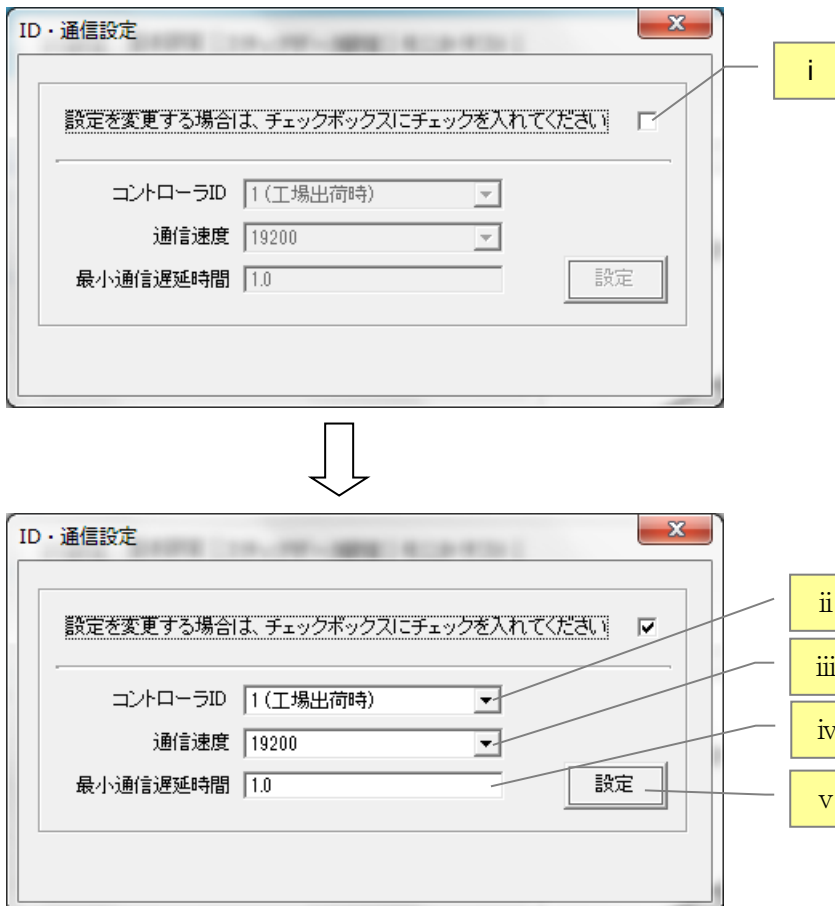 ID・通信設定
設定を変更する場合は、チェックボックスにチェックを入れてください
i
コントローラID 1(工場出荷時)
通信速度 19200
最小通信遅延時間 1.0
設定
ID・通信設定
設定を変更する場合は、チェックボックスにチェックを入れてください
ii
コントローラID 1(工場出荷時)
iii
通信速度 19200
iv
最小通信遅延時間 1.0
設定
v